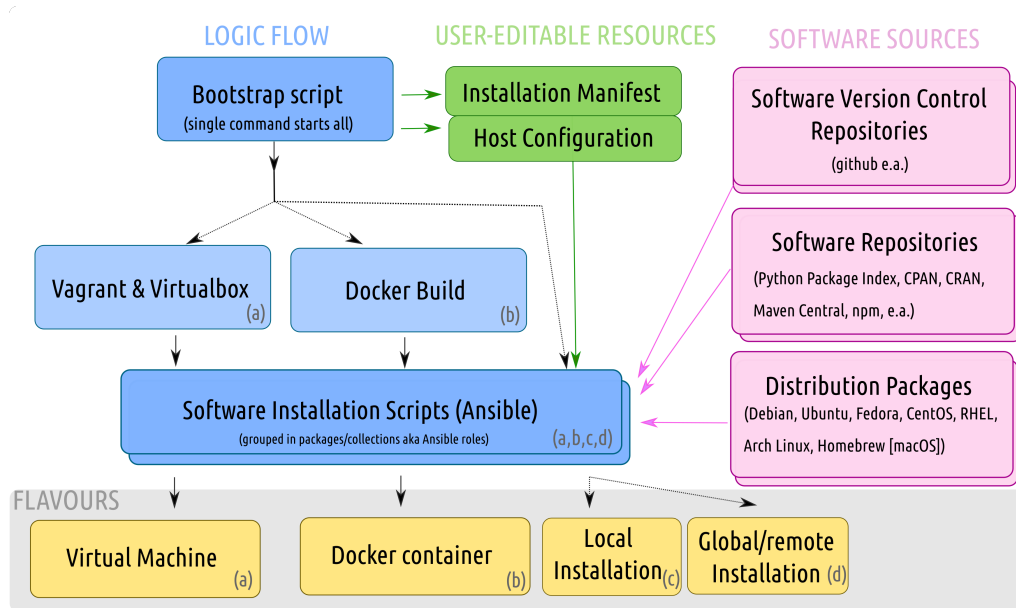 LOGIC FLOW
USER-EDITABLE RESOURCES
SOFTWARE SOURCES
Bootstrap script
(single command starts all)
Installation Manifest
Host Configuration
Software Version Control
Repositories
(github e.a.)
Software Repositories
(Python Package Index, CPAN, CRAN,
Maven Central, npm, e.a.)
Vagrant & Virtualbox
(a)
Docker Build
(b)
Distribution Packages
(Debian, Ubuntu, Fedora, CentOS, RHEL,
Arch Linux, Homebrew [macOS])
Software Installation Scripts (Ansible)
(grouped in packages/collections aka Ansible roles)
(a,b,c,d)
FLAVOURS
Virtual Machine
(a)
Docker container
(b)
Local
Installation
(c)
Global/remote
Installation
(d)